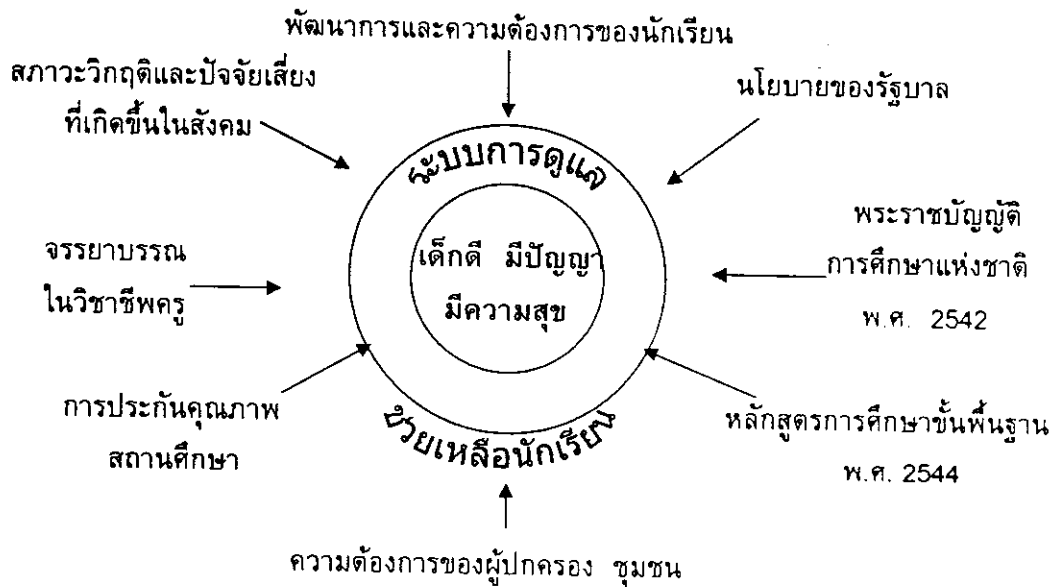 พัฒนาการและความต้องการของนักเรียน
สภาวะวิกฤติและปัจจัยเสี่ยง
ที่เกิดขึ้นในสังคม
นโยบายของรัฐบาล
ระบบการดูแล
พระราชบัญญัติ
การศึกษาแห่งชาติ
พ.ศ. 2542
จรรยาบรรณ
ในวิชาชีพครู
เด็กดี มีปัญญา
มีความสุข
การประกันคุณภาพ
สถานศึกษา
ช่วยเหลือนักเรียน
หลักสูตรการศึกษาขั้นพื้นฐาน
พ.ศ. 2544
ความต้องการของผู้ปกครอง ชุมชน